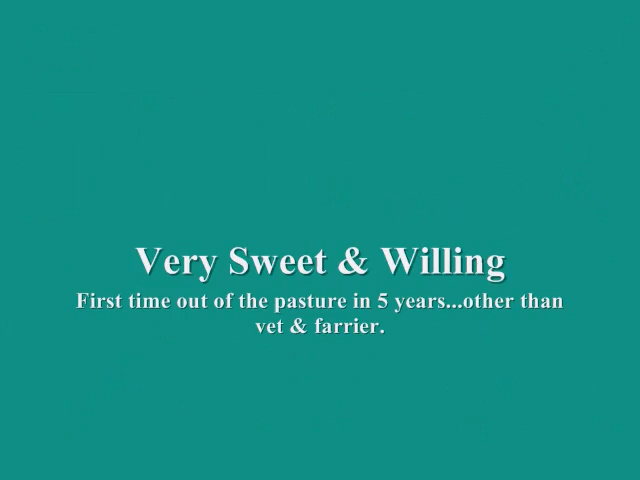 Very Sweet & Willing
First time out of the pasture in 5 years...other than
vet & farrier.